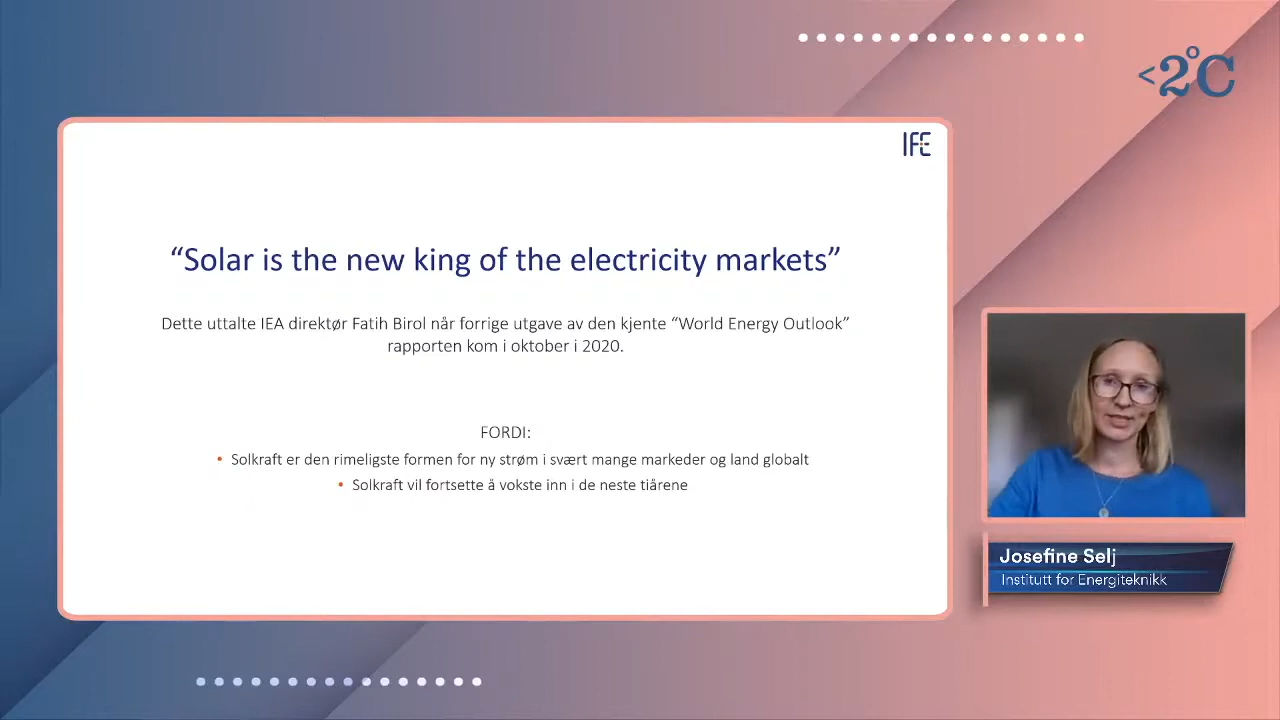 <2°C
IFE
“Solar is the new king of the electricity markets”
Dette uttalte IEA direktør Fatih Birol når forrige utgave av den kjente “World Energy Outlook”
rapporten kom i oktober i 2020.
FORDI:
• Solkraft er den rimeligste formen for ny strøm i svært mange markeder og land globalt
• Solkraft vil fortsette å vokste inn i de neste tiårene
Josefine Selj
Institutt for Energiteknikk